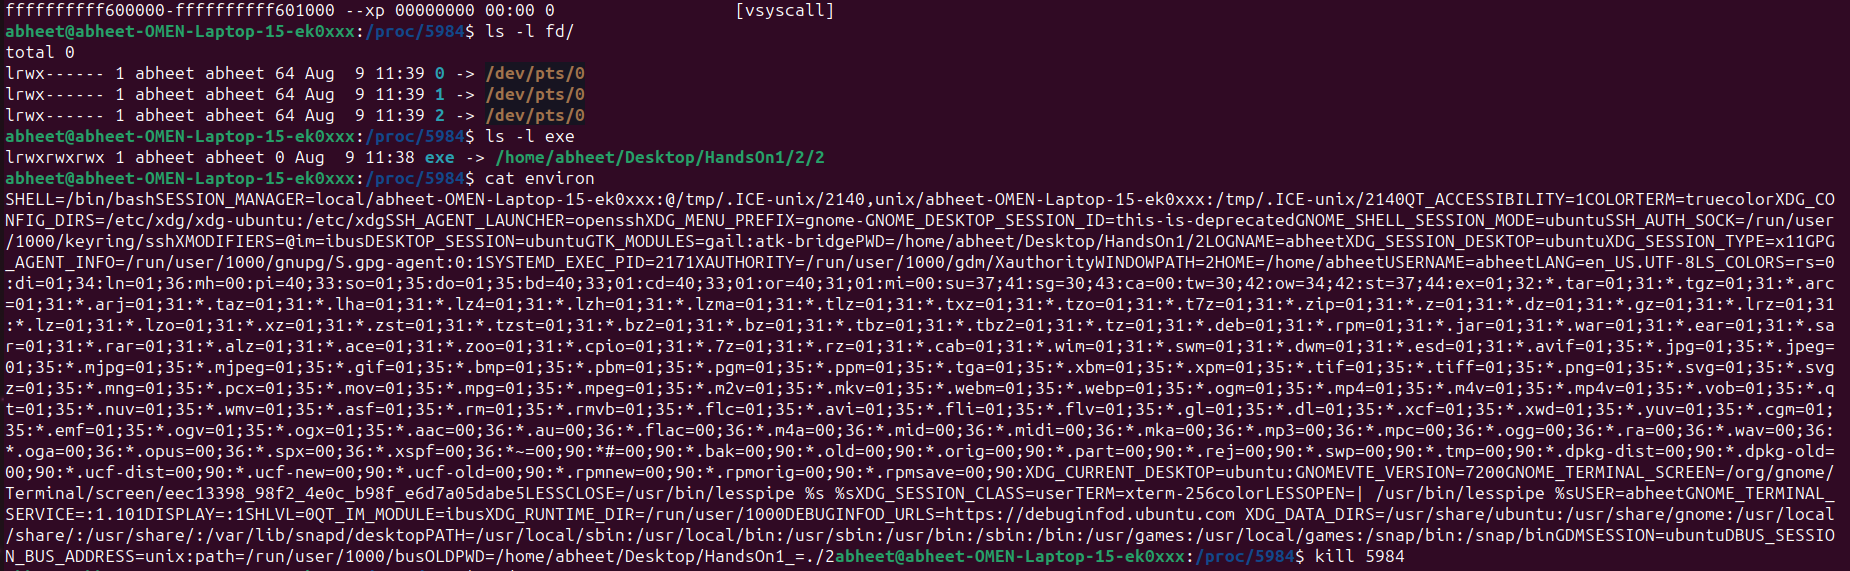 ffffffffff600000-ffffffffff601000 --xp 00000000 00:00 0                  [vsyscall]
abheet@abheet-OMEN-Laptop-15-ek0xxx:/proc/5984$ ls -l fd/
total 0
lrwx------ 1 abheet abheet 64 Aug  9 11:39 0 -> /dev/pts/0
lrwx------ 1 abheet abheet 64 Aug  9 11:39 1 -> /dev/pts/0
lrwx------ 1 abheet abheet 64 Aug  9 11:39 2 -> /dev/pts/0
abheet@abheet-OMEN-Laptop-15-ek0xxx:/proc/5984$ ls -l exe
lrwxrwxrwx 1 abheet abheet 0 Aug  9 11:38 exe -> /home/abheet/Desktop/HandsOn1/2/2
abheet@abheet-OMEN-Laptop-15-ek0xxx:/proc/5984$ cat environ
SHELL=/bin/bashSESSION_MANAGER=local/abheet-OMEN-Laptop-15-ek0xxx:@/tmp/.ICE-unix/2140,unix/abheet-OMEN-Laptop-15-ek0xxx:/tmp/.ICE-unix/2140QT_ACCESSIBILITY=1COLORTERM=truecolorXDG_CO
NFIG_DIRS=/etc/xdg/xdg-ubuntu:/etc/xdgSSH_AGENT_LAUNCHER=opensshXDG_MENU_PREFIX=gnome-GNOME_DESKTOP_SESSION_ID=this-is-deprecatedGNOME_SHELL_SESSION_MODE=ubuntuSSH_AUTH_SOCK=/run/user
/1000/keyring/sshXMODIFIERS=@im=ibusDESKTOP_SESSION=ubuntuGTK_MODULES=gail:atk-bridgePWD=/home/abheet/Desktop/HandsOn1/2LOGNAME=abheetXDG_SESSION_DESKTOP=ubuntuXDG_SESSION_TYPE=x11GPG
_AGENT_INFO=/run/user/1000/gnupg/S.gpg-agent:0:1SYSTEMD_EXEC_PID=2171XAUTHORITY=/run/user/1000/gdm/XauthorityWINDOWPATH=2HOME=/home/abheetUSERNAME=abheetLANG=en_US.UTF-8LS_COLORS=rs=0
:di=01;34:ln=01;36:mh=00:pi=40;33:so=01;35:do=01;35:bd=40;33;01:cd=40;33;01:or=40;31;01:mi=00:su=37;41:sg=30;43:ca=00:tw=30;42:ow=34;42:st=37;44:ex=01;32:*.tar=01;31:*.tgz=01;31:*.arc
=01;31:*.arj=01;31:*.taz=01;31:*.lha=01;31:*.lz4=01;31:*.lzh=01;31:*.lzma=01;31:*.tlz=01;31:*.txz=01;31:*.tzo=01;31:*.t7z=01;31:*.zip=01;31:*.z=01;31:*.dz=01;31:*.gz=01;31:*.lrz=01;31
:*.lz=01;31:*.lzo=01;31:*.xz=01;31:*.zst=01;31:*.tzst=01;31:*.bz2=01;31:*.bz=01;31:*.tbz=01;31:*.tbz2=01;31:*.tz=01;31:*.deb=01;31:*.rpm=01;31:*.jar=01;31:*.war=01;31:*.ear=01;31:*.sa
r=01;31:*.rar=01;31:*.alz=01;31:*.ace=01;31:*.zoo=01;31:*.cpio=01;31:*.7z=01;31:*.rz=01;31:*.cab=01;31:*.wim=01;31:*.swm=01;31:*.dwm=01;31:*.esd=01;31:*.avif=01;35:*.jpg=01;35:*.jpeg=
01;35:*.mjpg=01;35:*.mjpeg=01;35:*.gif=01;35:*.bmp=01;35:*.pbm=01;35:*.pgm=01;35:*.ppm=01;35:*.tga=01;35:*.xbm=01;35:*.xpm=01;35:*.tif=01;35:*.tiff=01;35:*.png=01;35:*.svg=01;35:*.svg
z=01;35:*.mng=01;35:*.pcx=01;35:*.mov=01;35:*.mpg=01;35:*.mpeg=01;35:*.m2v=01;35:*.mkv=01;35:*.webm=01;35:*.webp=01;35:*.ogm=01;35:*.mp4=01;35:*.m4v=01;35:*.mp4v=01;35:*.vob=01;35:*.q
t=01;35:*.nuv=01;35:*.wmv=01;35:*.asf=01;35:*.rm=01;35:*.rmvb=01;35:*.flc=01;35:*.avi=01;35:*.fli=01;35:*.flv=01;35:*.gl=01;35:*.dl=01;35:*.xcf=01;35:*.xwd=01;35:*.yuv=01;35:*.cgm=01;
35:*.emf=01;35:*.ogv=01;35:*.ogx=01;35:*.aac=00;36:*.au=00;36:*.flac=00;36:*.m4a=00;36:*.mid=00;36:*.midi=00;36:*.mka=00;36:*.mp3=00;36:*.mpc=00;36:*.ogg=00;36:*.ra=00;36:*.wav=00;36:
*.oga=00;36:*.opus=00;36:*.spx=00;36:*.xspf=00;36:*~=00;90:*#=00;90:*.bak=00;90:*.old=00;90:*.orig=00;90:*.part=00;90:*.rej=00;90:*.swp=00;90:*.tmp=00;90:*.dpkg-dist=00;90:*.dpkg-old=
00;90:*.ucf-dist=00;90:*.ucf-new=00;90:*.ucf-old=00;90:*.rpmnew=00;90:*.rpmorig=00;90:*.rpmsave=00;90:XDG_CURRENT_DESKTOP=ubuntu:GNOMEVTE_VERSION=7200GNOME_TERMINAL_SCREEN=/org/gnome/
Terminal/screen/eec13398_98f2_4e0c_b98f_e6d7a05dabe5LESSCLOSE=/usr/bin/lesspipe %s %sXDG_SESSION_CLASS=userTERM=xterm-256colorLESSOPEN=| /usr/bin/lesspipe %sUSER=abheetGNOME_TERMINAL_
SERVICE=:1.101DISPLAY=:1SHLVL=0QT_IM_MODULE=ibusXDG_RUNTIME_DIR=/run/user/1000DEBUGINFOD_URLS=https://debuginfod.ubuntu.com XDG_DATA_DIRS=/usr/share/ubuntu:/usr/share/gnome:/usr/local
/share/:/usr/share/:/var/lib/snapd/desktopPATH=/usr/local/sbin:/usr/local/bin:/usr/sbin:/usr/bin:/sbin:/bin:/usr/games:/usr/local/games:/snap/bin:/snap/binGDMSESSION=ubuntuDBUS_SESSIO
N_BUS_ADDRESS=unix:path=/run/user/1000/busOLDPWD=/home/abheet/Desktop/HandsOn1_=./2abheet@abheet-OMEN-Laptop-15-ek0xxx:/proc/5984$ kill 5984